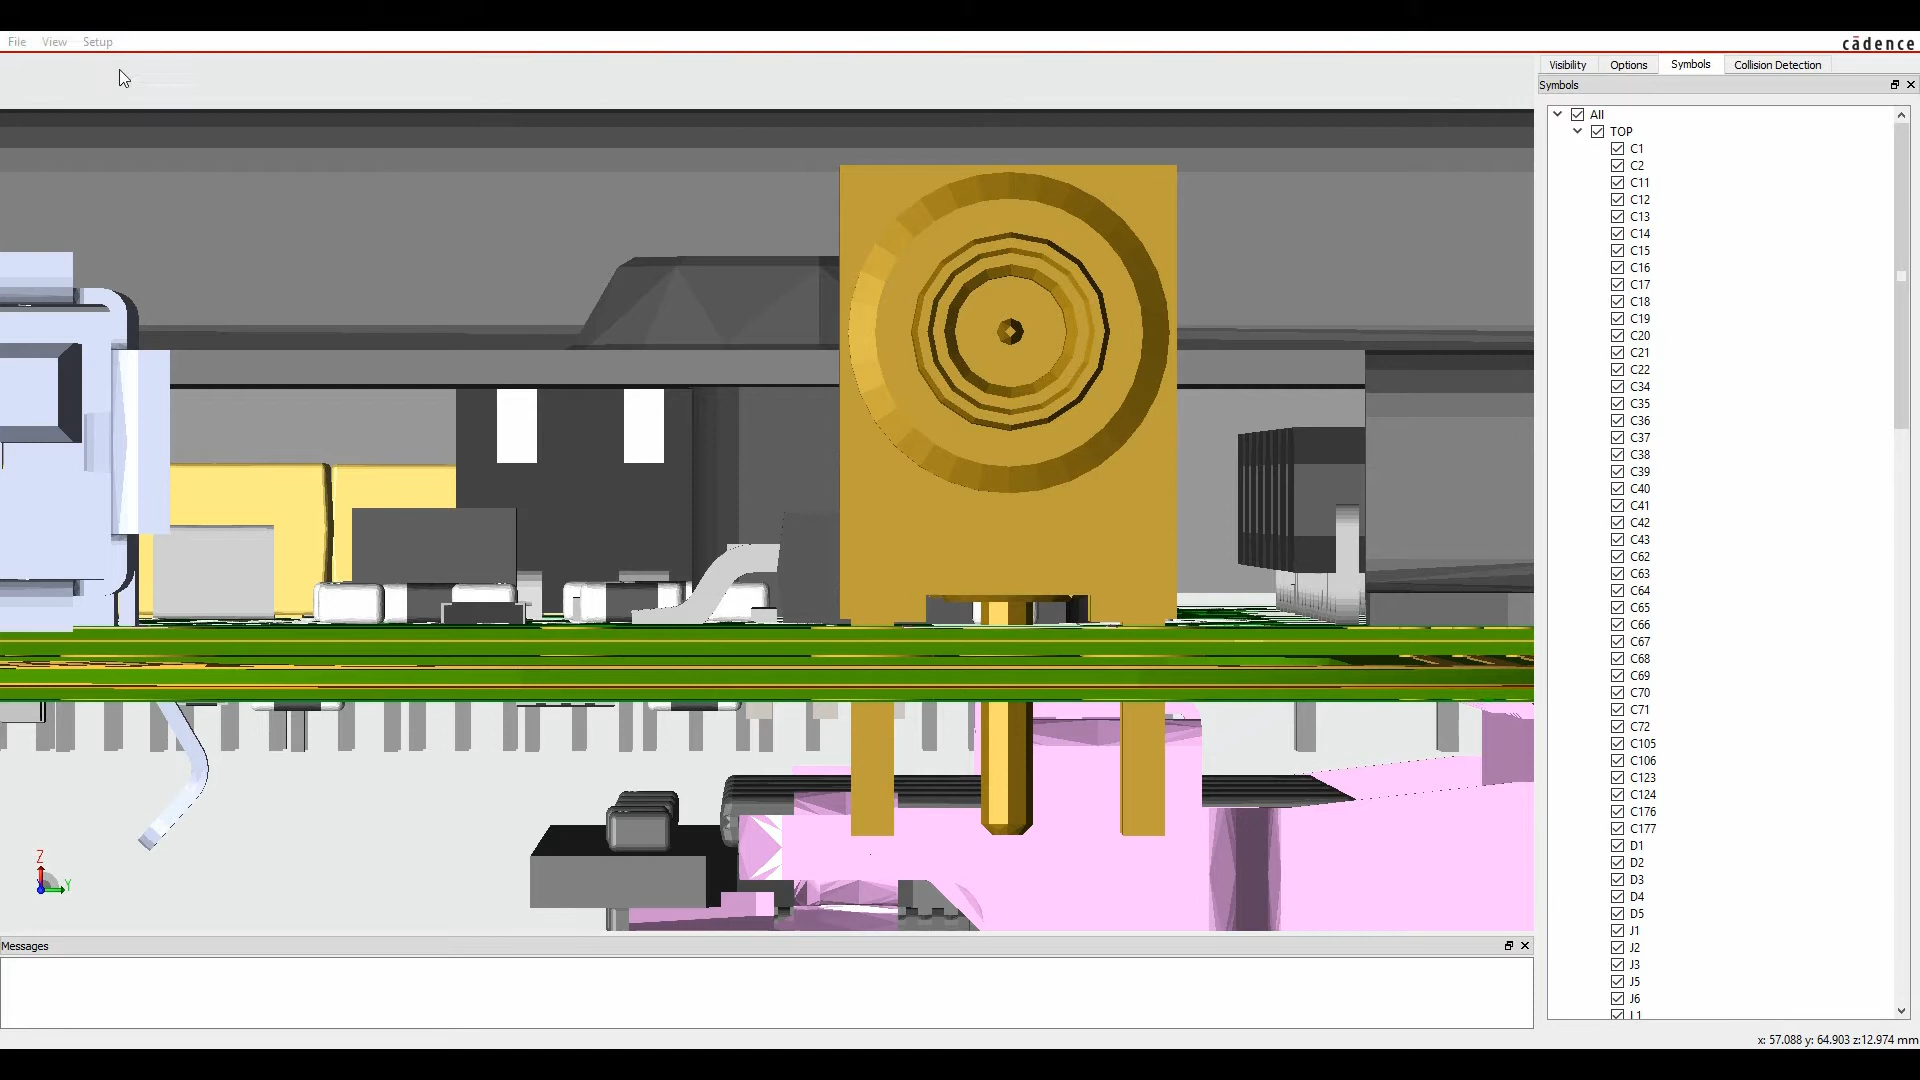 File View Setup
cādence
Visibility Options Symbols Collision Detection
Symbols
All
TOP
C1
C2
C11
C12
C13
C14
C15
C16
C17
C18
C19
C20
C21
C22
C34
C35
C36
C37
C38
C39
C40
C41
C42
C43
C62
C63
C64
C65
C66
C67
C68
C69
C70
C71
C72
C105
C106
C123
C124
C176
C177
D1
D2
D3
D4
D5
J1
J2
J3
J5
J6
L1
Z
Y
Messages
x: 57.088 y: 64.903 z:12.974 mm